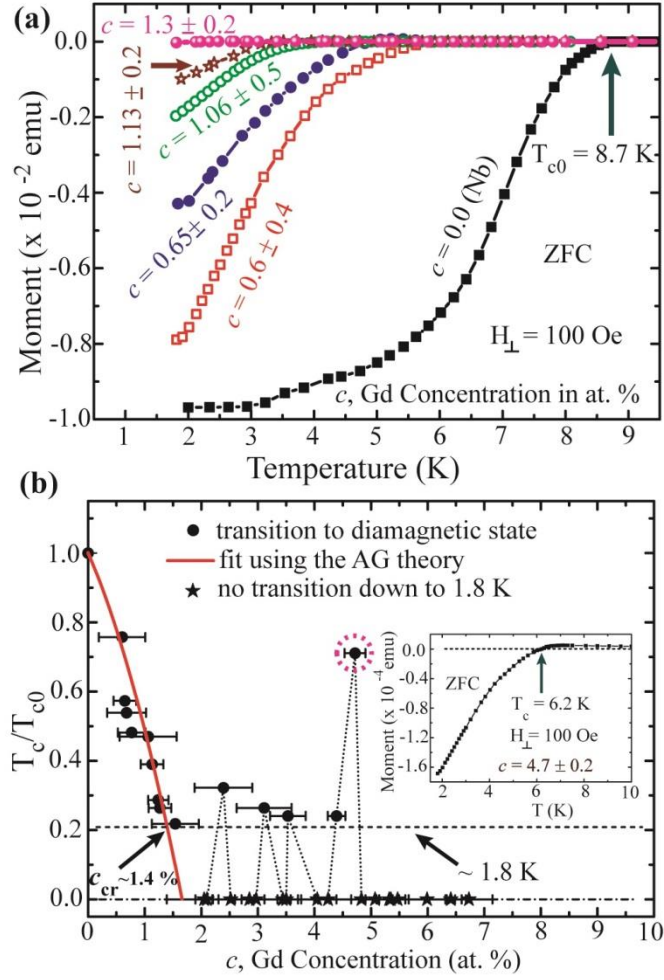 (a)
c = 1.3 ± 0.2
c = 1.13 ± 0.2
c = 1.06 ± 0.5
c = 0.65± 0.2
c = 0.6 ± 0.4
c = 0.0 (Nb)
T_c0 = 8.7 K
ZFC
H⊥ = 100 Oe
c, Gd Concentration in at. %
0.0
-0.2
-0.4
-0.6
-0.8
-1.0
Moment (x 10⁻² emu)
1 2 3 4 5 6 7 8 9
Temperature (K)
(b)
transition to diamagnetic state
fit using the AG theory
no transition down to 1.8 K
1.0
0.8
0.6
0.4
0.2
0.0
T_c/T_c0
Moment (x 10⁻⁴ emu)
0.0
-0.4
-0.8
-1.2
-1.6
ZFC
T_c = 6.2 K
H⊥=100 Oe
c = 4.7 ± 0.2
2 4 6 8 10
T (K)
c_cr~1.4 %
~ 1.8 K
0 1 2 3 4 5 6 7 8 9 10
c, Gd Concentration (at. %)